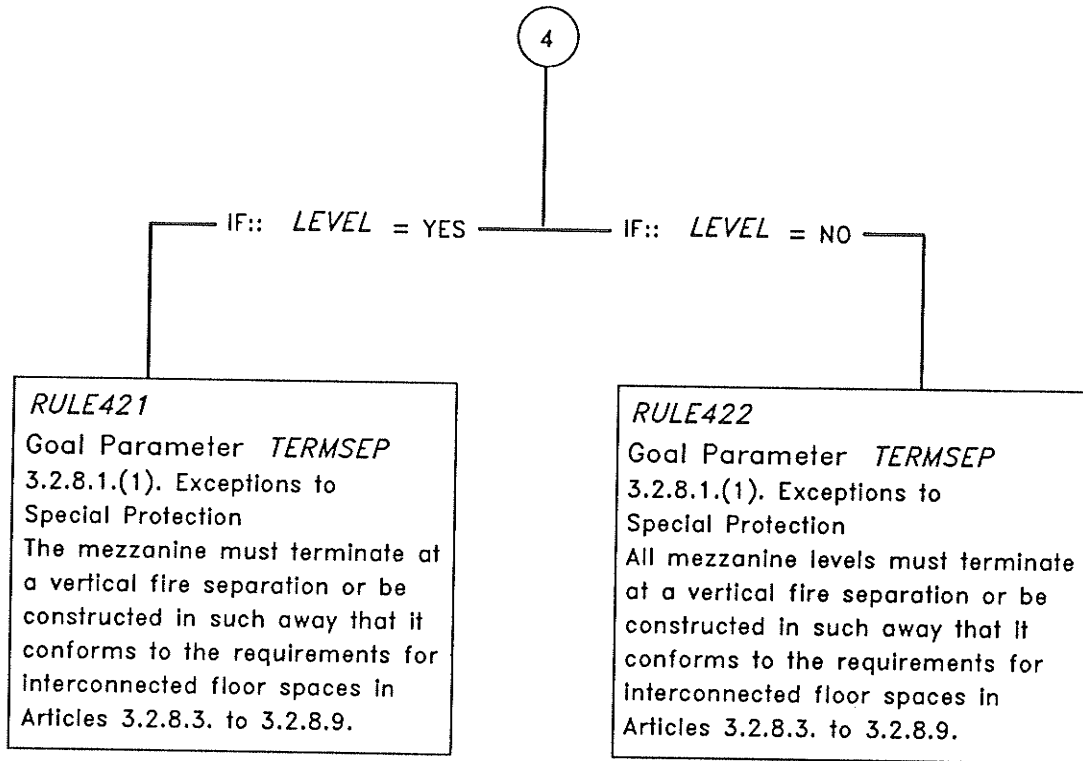 4
IF:: LEVEL = YES
IF:: LEVEL = NO
RULE421
Goal Parameter TERMSEP
3.2.8.1.(1). Exceptions to
Special Protection
The mezzanine must terminate at
a vertical fire separation or be
constructed in such away that it
conforms to the requirements for
interconnected floor spaces in
Articles 3.2.8.3. to 3.2.8.9.
RULE422
Goal Parameter TERMSEP
3.2.8.1.(1). Exceptions to
Special Protection
All mezzanine levels must terminate
at a vertical fire separation or be
constructed in such away that it
conforms to the requirements for
interconnected floor spaces in
Articles 3.2.8.3. to 3.2.8.9.